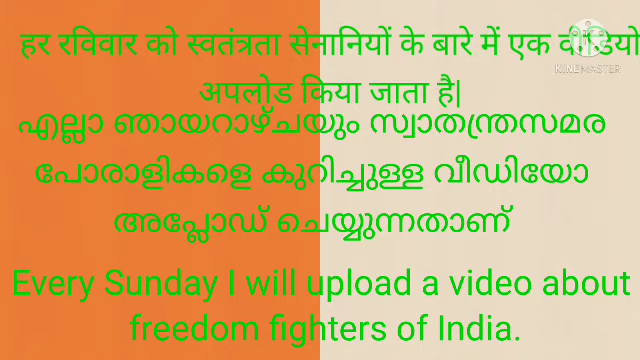 हर रविवार को स्वतंत्रता सेनानियों के बारे में एक वीडियो
अपलोड किया जाता है|
എല്ലാ ഞായറാഴ്ചയും സ്വാതന്ത്രസമര
പോരാളികളെ കുറിച്ചുള്ള വീഡിയോ
അപ്ലോഡ് ചെയ്യുന്നതാണ്
Every Sunday I will upload a video about
freedom fighters of India.
KINEMASTER